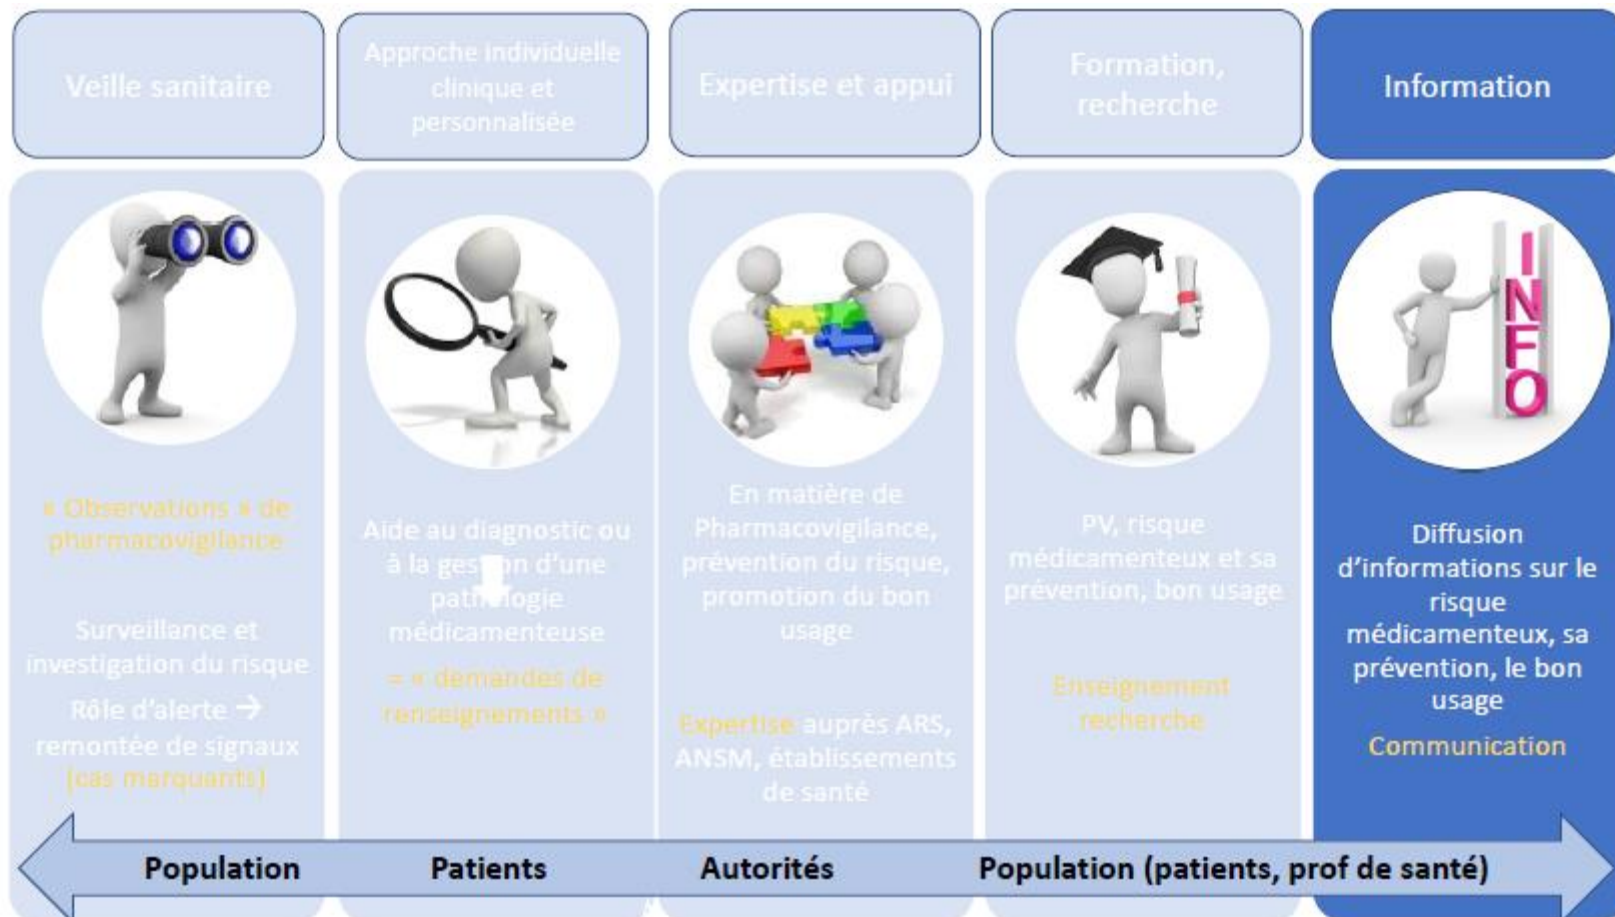 Veille sanitaire
Approche individuelle
clinique et
personnalisée
Expertise et appui
Formation,
recherche
Information
« Observations » de
pharmacovigilance
Surveillance et
investigation du risque
Rôle d'alerte →
remontée de signaux
(cas marquants)
Aide au diagnostic ou
à la gestion d'une
pathologie
médicamenteuse
= « demandes de
renseignements »
En matière de
Pharmacovigilance,
prévention du risque,
promotion du bon
usage
Expertise auprès ARS,
ANSM, établissements
de santé
PV, risque
médicamenteux et sa
prévention, bon usage
Enseignement
recherche
INFO
Diffusion
d'informations sur le
risque
médicamenteux, sa
prévention, le bon
usage
Communication
Population
Patients
Autorités
Population (patients, prof de santé)